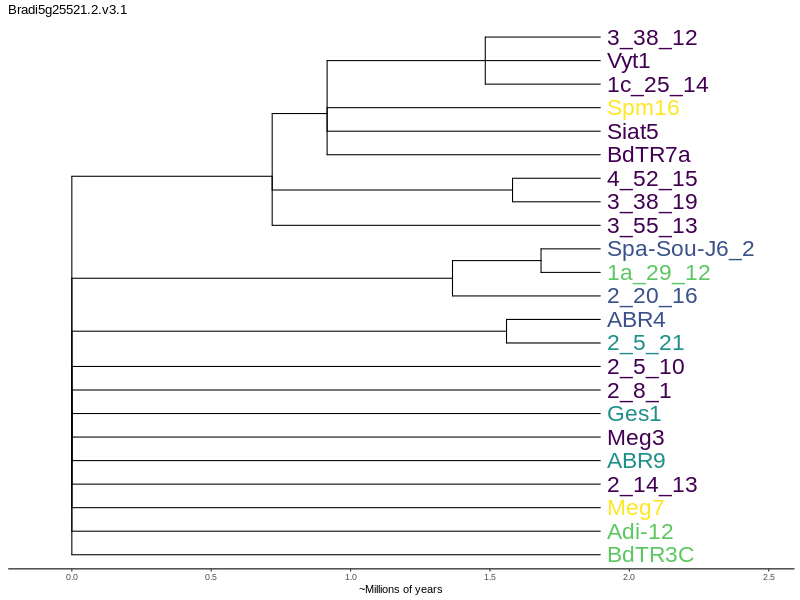 Bradi5g25521.2.v3.1
3_38_12
Vyt1
1c_25_14
Spm16
Siat5
BdTR7a
4_52_15
3_38_19
3_55_13
Spa-Sou-J6_2
1a_29_12
2_20_16
ABR4
2_5_21
2_5_10
2_8_1
Ges1
Meg3
ABR9
2_14_13
Meg7
Adi-12
BdTR3C
0.0 0.5 1.0 1.5 2.0 2.5
~Millions of years